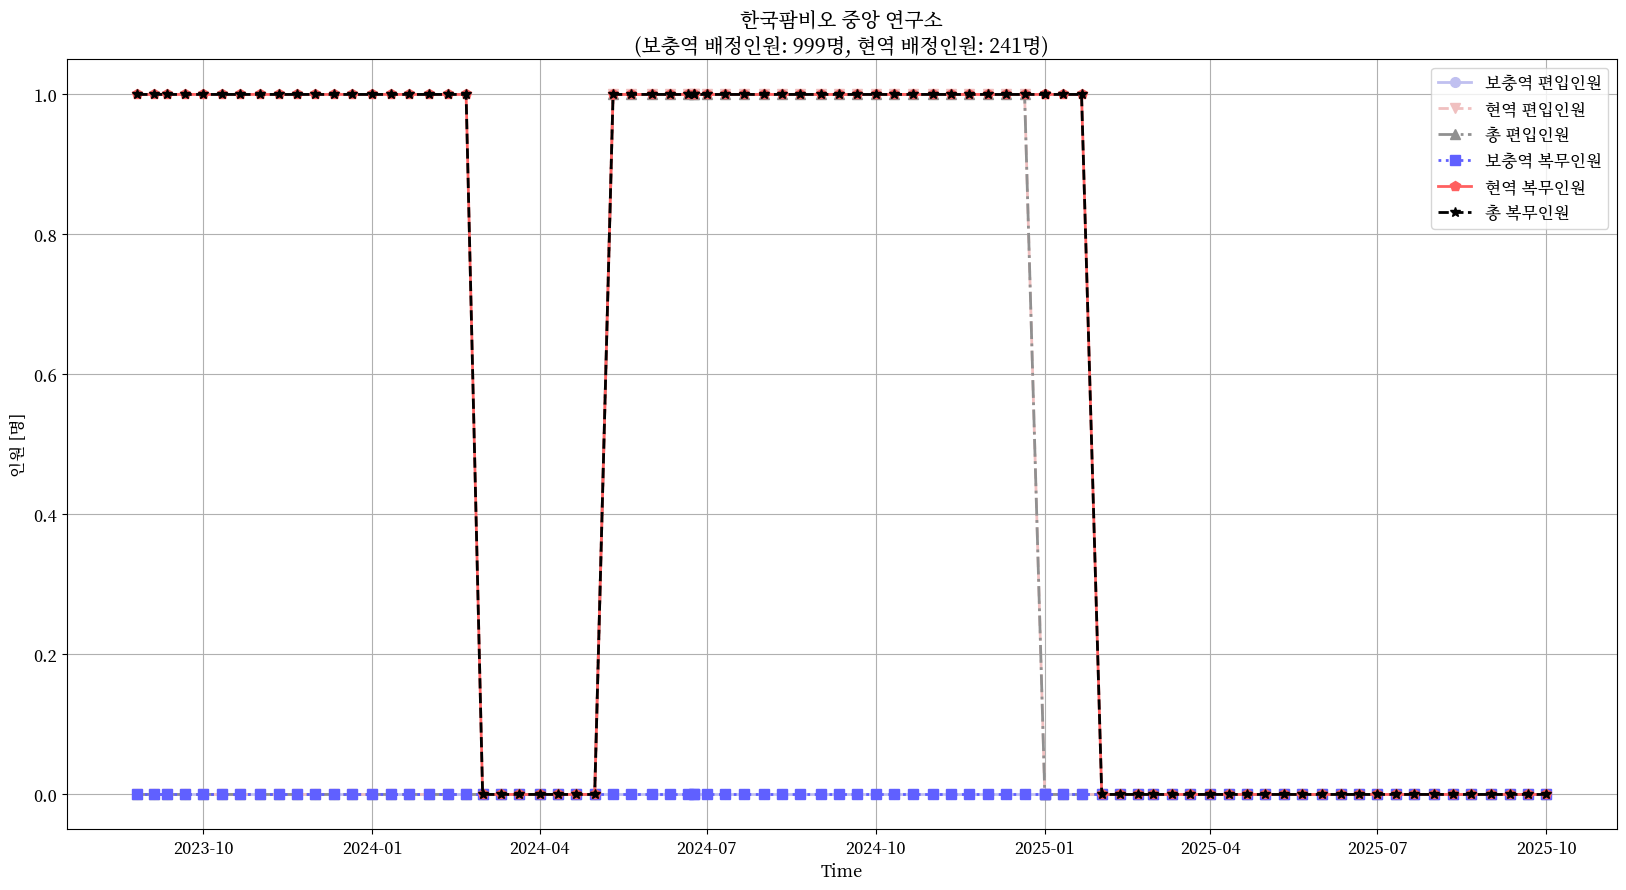 한국팜비오 중앙 연구소
(보충역 배정인원: 999명, 현역 배정인원: 241명)
보충역 편입인원
현역 편입인원
총 편입인원
보충역 복무인원
현역 복무인원
총 복무인원
인원 [명]
1.0
0.8
0.6
0.4
0.2
0.0
2023-10
2024-01
2024-04
2024-07
2024-10
2025-01
2025-04
2025-07
2025-10
Time